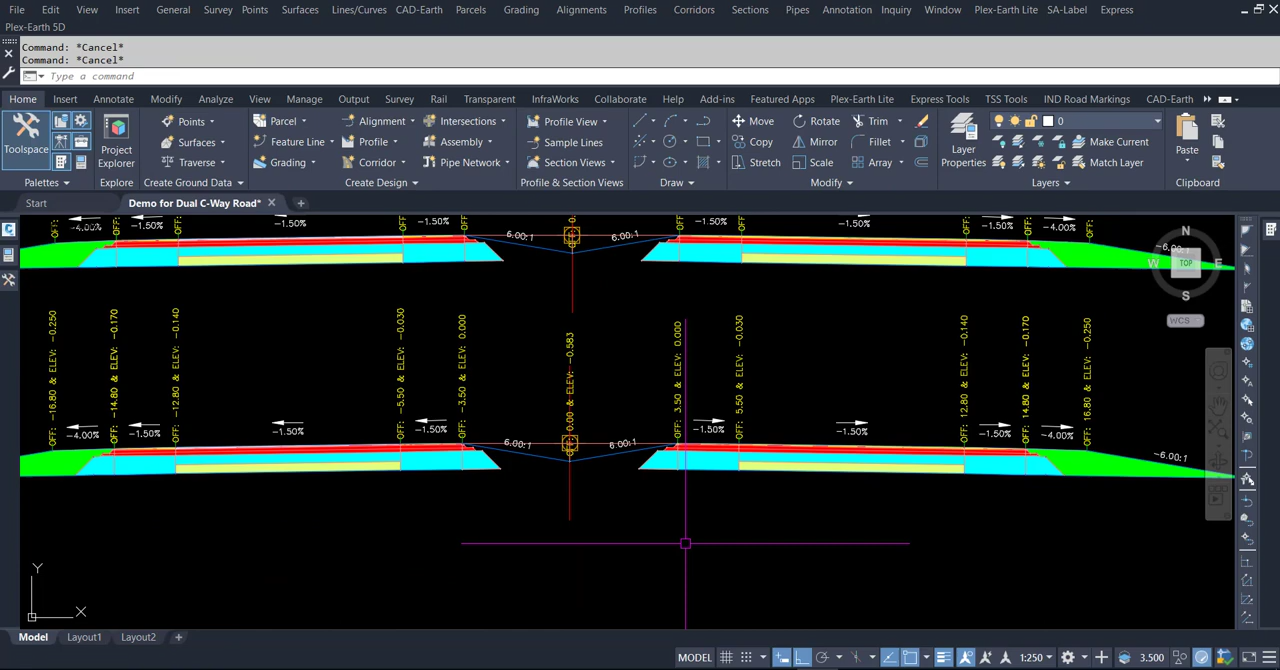 File Edit View Insert General Survey Points Surfaces Lines/Curves CAD-Earth Parcels Grading Alignments Profiles Corridors Sections Pipes Annotation Inquiry Window Plex-Earth Lite SA-Label Express
Plex-Earth 5D
Command: *Cancel*
Command: *Cancel*
Type a command
Home Insert Annotate Modify Analyze View Manage Output Survey Rail Transparent InfraWorks Collaborate Help Add-ins Featured Apps Plex-Earth Lite Express Tools TSS Tools IND Road Markings CAD-Earth
Points Parcel Alignment Intersections Profile View Move Rotate Trim 0
Toolspace Project Explorer Surfaces Feature Line Profile Assembly Sample Lines Copy Mirror Fillet Layer Properties Make Current Paste
Traverse Grading Corridor Pipe Network Section Views Stretch Scale Array Match Layer
Palettes Explore Create Ground Data Create Design Profile & Section Views Draw Modify Layers Clipboard
Start Demo for Dual C-Way Road*
-4.00% -1.50% -1.50% -1.50% -1.50% -1.50% -1.50% -4.00%
OFF: OFF: OFF: OFF: OFF OFF OFF: OFF: OFF: OFF:
6.00:1 6.00:1 -6.00:1
N
W TOP E
S
WCS
OFF: -16.80 & ELEV: -0.250
OFF: -14.80 & ELEV: -0.170
OFF: -12.80 & ELEV: -0.140
OFF: -5.50 & ELEV: -0.030
OFF: -3.50 & ELEV: 0.000
0.00 & ELEV: -0.583
OFF: 3.50 & ELEV: 0.000
OFF: 5.50 & ELEV: -0.030
OFF: 12.80 & ELEV: -0.140
OFF: 14.80 & ELEV: -0.170
OFF: 16.80 & ELEV: -0.250
-4.00% -1.50% -1.50% -1.50% -1.50% -1.50% -1.50% -4.00%
6.00:1 6.00:1 -6.00:1
Y
X
Model Layout1 Layout2
MODEL 1:250 3.500